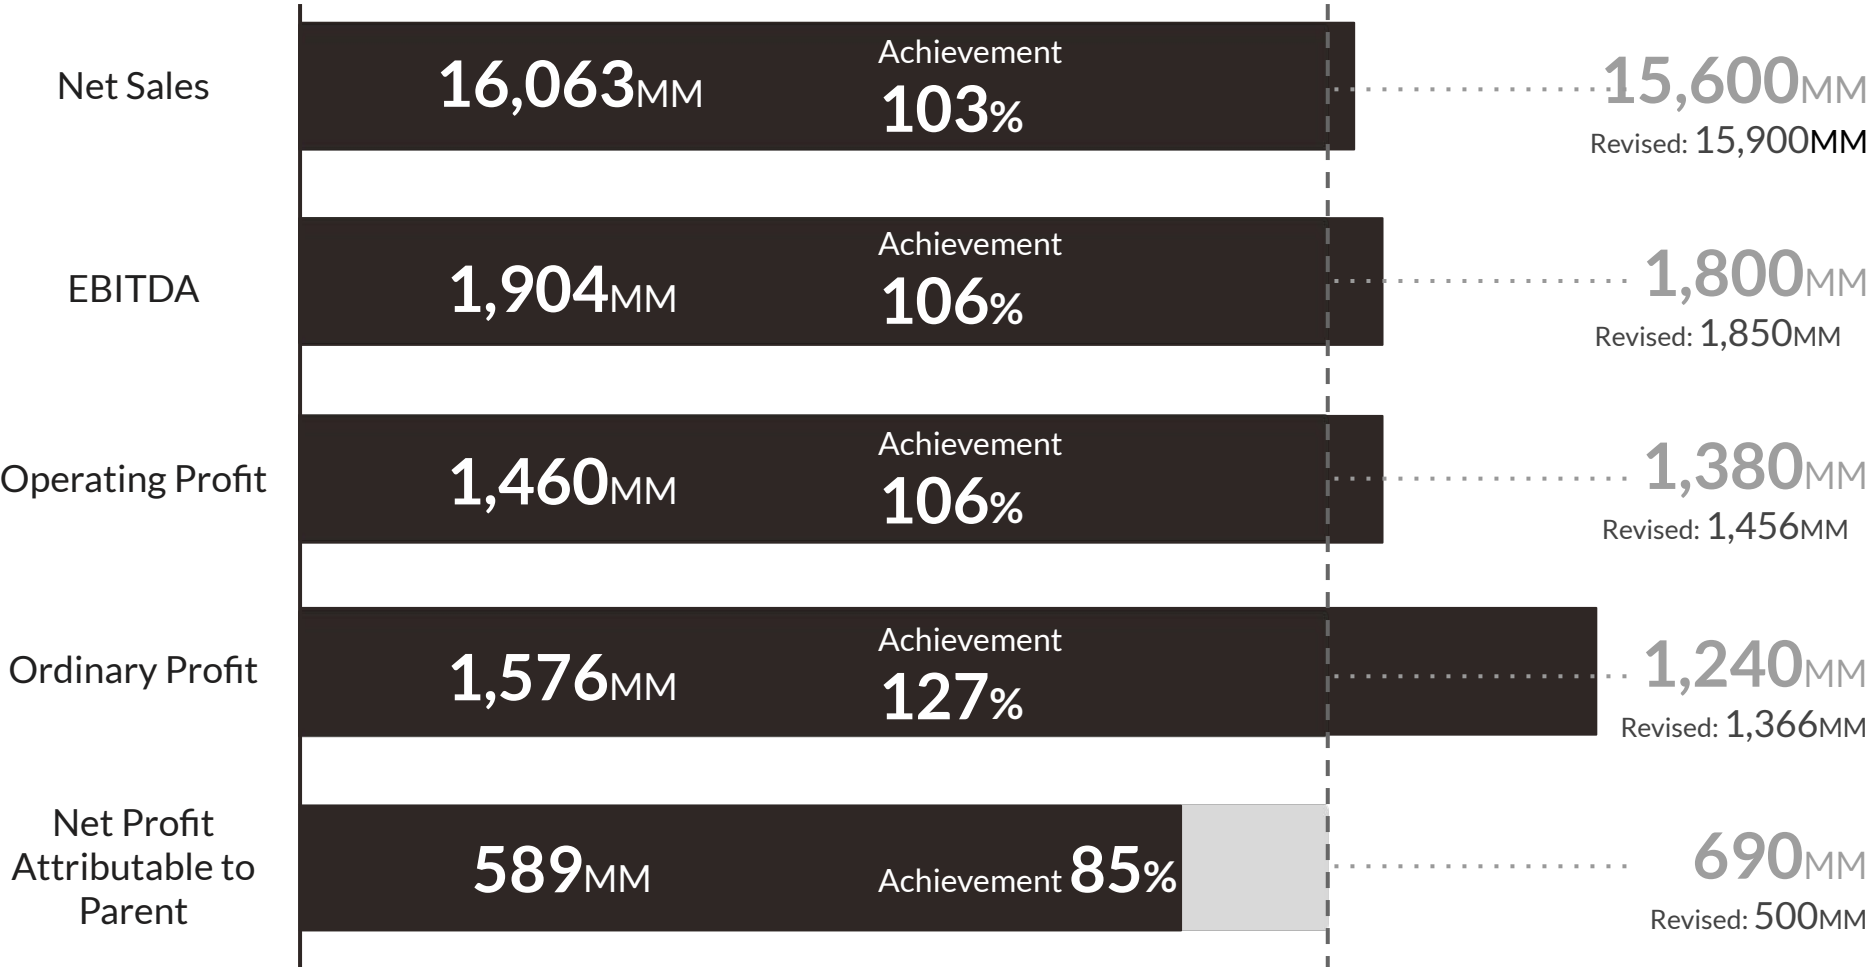 Net Sales
16,063MM
Achievement
103%
15,600MM
Revised: 15,900MM
EBITDA
1,904MM
Achievement
106%
1,800MM
Revised: 1,850MM
Operating Profit
1,460MM
Achievement
106%
1,380MM
Revised: 1,456MM
Ordinary Profit
1,576MM
Achievement
127%
1,240MM
Revised: 1,366MM
Net Profit
Attributable to
Parent
589MM
Achievement 85%
690MM
Revised: 500MM